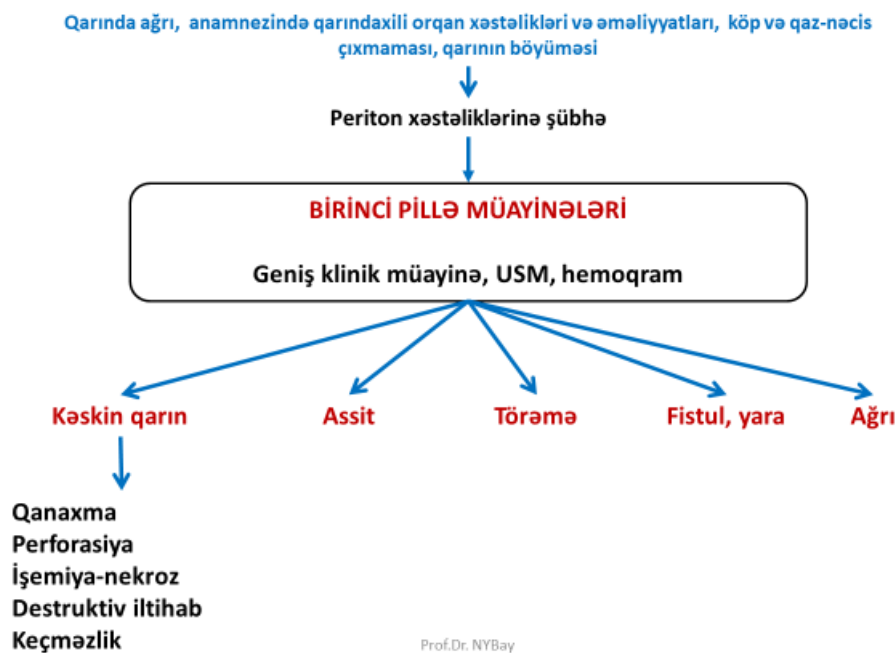 Qarında ağrı, anamnezində qarındaxili orqan xəstəlikləri və əməliyyatları, köp və qaz-nəcis
çıxmaması, qarının böyüməsi
Periton xəstəliklərinə şübhə
BİRİNCİ PİLLƏ MÜAYİNƏLƏRİ
Geniş klinik müayinə, USM, hemoqram
Kəskin qarın
Assit
Törəmə
Fistul, yara
Ağrı
Qanaxma
Perforasiya
İşemiya-nekroz
Destruktiv iltihab
Keçməzlik
Prof.Dr. NYBay